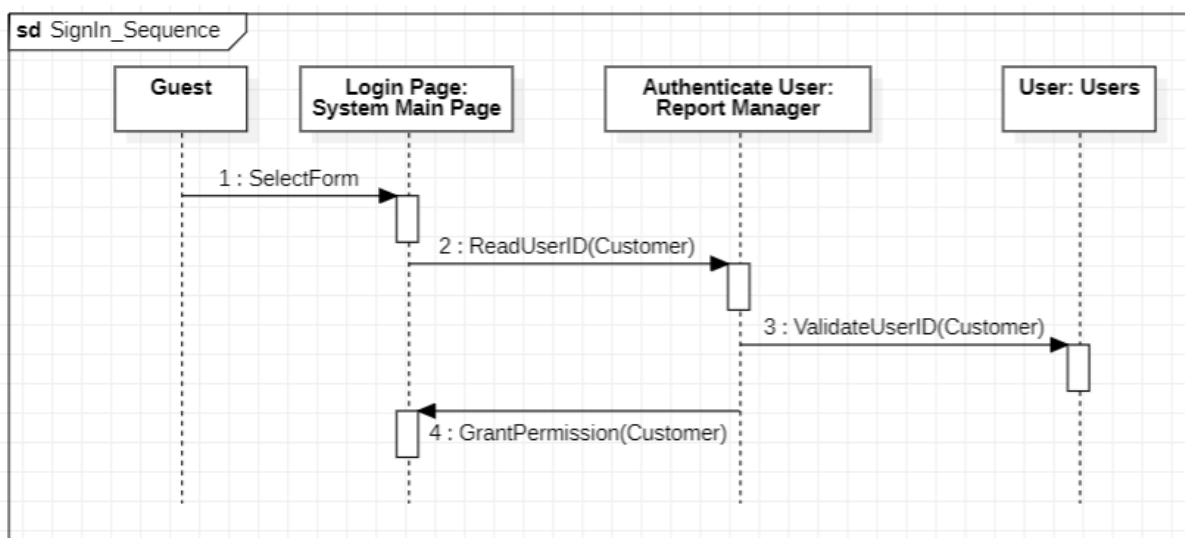 sd SignIn_Sequence
Guest
Login Page:
System Main Page
Authenticate User:
Report Manager
User: Users
1 : SelectForm
2 : ReadUserID(Customer)
3 : ValidateUserID(Customer)
4 : GrantPermission(Customer)